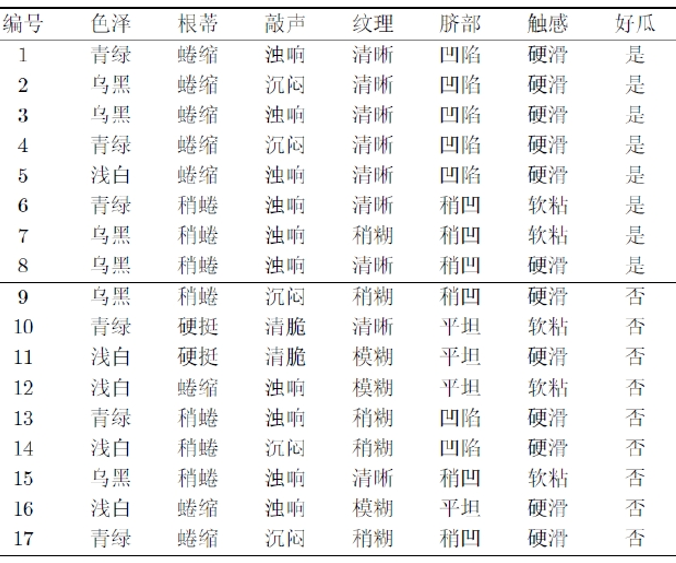 编号 色泽 根蒂 敲声 纹理 脐部 触感 好瓜
1 青绿 蜷缩 浊响 清晰 凹陷 硬滑 是
2 乌黑 蜷缩 沉闷 清晰 凹陷 硬滑 是
3 乌黑 蜷缩 浊响 清晰 凹陷 硬滑 是
4 青绿 蜷缩 沉闷 清晰 凹陷 硬滑 是
5 浅白 蜷缩 浊响 清晰 凹陷 硬滑 是
6 青绿 稍蜷 浊响 清晰 稍凹 软粘 是
7 乌黑 稍蜷 浊响 稍糊 稍凹 软粘 是
8 乌黑 稍蜷 浊响 清晰 稍凹 硬滑 是
9 乌黑 稍蜷 沉闷 稍糊 稍凹 硬滑 否
10 青绿 硬挺 清脆 清晰 平坦 软粘 否
11 浅白 硬挺 清脆 模糊 平坦 硬滑 否
12 浅白 蜷缩 浊响 模糊 平坦 软粘 否
13 青绿 稍蜷 浊响 稍糊 凹陷 硬滑 否
14 浅白 稍蜷 沉闷 稍糊 凹陷 硬滑 否
15 乌黑 稍蜷 浊响 清晰 稍凹 软粘 否
16 浅白 蜷缩 浊响 模糊 平坦 硬滑 否
17 青绿 蜷缩 沉闷 稍糊 稍凹 硬滑 否